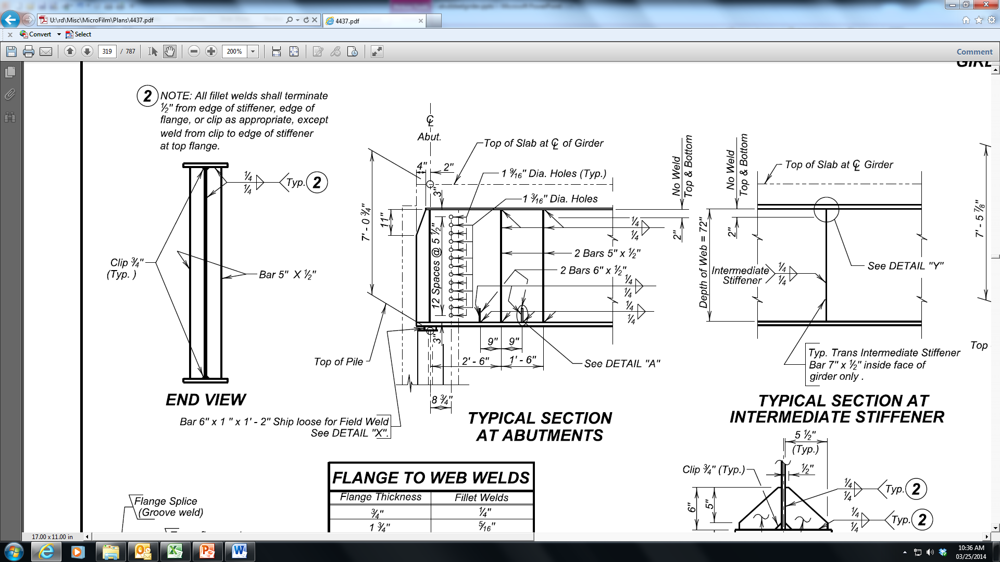 U:\rd\Misc\MicroFilm\Plans\4437.pdf
4437.pdf
x Convert Select
319 / 787 200% Comment
2 NOTE: All fillet welds shall terminate
½" from edge of stiffener, edge of
flange, or clip as appropriate, except
weld from clip to edge of stiffener
at top flange.
¼
¼
Typ. 2
Clip ¾"
(Typ. )
Bar 5" X ½"
END VIEW
℄
Abut.
Top of Slab at ℄ of Girder
4" 2"
1 9⁄16" Dia. Holes (Typ.)
3"
1 3⁄16" Dia. Holes
7' - 0 ¾"
11"
12 Spaces @ 5 ½"
No Weld
Top & Bottom
¼
¼
2"
2 Bars 5" x ½"
2 Bars 6" x ½"
¼
¼
¼
¼
3"
9" 9"
2' - 6" 1' - 6"
See DETAIL "A"
Top of Pile
8 ¾"
Bar 6" x 1 " x 1' - 2" Ship loose for Field Weld
See DETAIL "X".
TYPICAL SECTION
AT ABUTMENTS
No Weld
Top & Bottom
Top of Slab at ℄ Girder
2"
Depth of Web = 72"
Intermediate
Stiffener
¼
¼
See DETAIL "Y"
7' - 5 ⅞"
Top
Typ. Trans Intermediate Stiffener
Bar 7" x ½" inside face of
girder only .
TYPICAL SECTION AT
INTERMEDIATE STIFFENER
5 ½"
(Typ.)
Clip ¾" (Typ.)
½"
6" 5"
¼
¼
Typ. 2
¼
¼
Typ. 2
FLANGE TO WEB WELDS
Flange Thickness Fillet Welds
¾" ¼"
1 ¾" 5⁄16"
Flange Splice
(Groove weld)
17.00 x 11.00 in
10:36 AM
03/25/2014